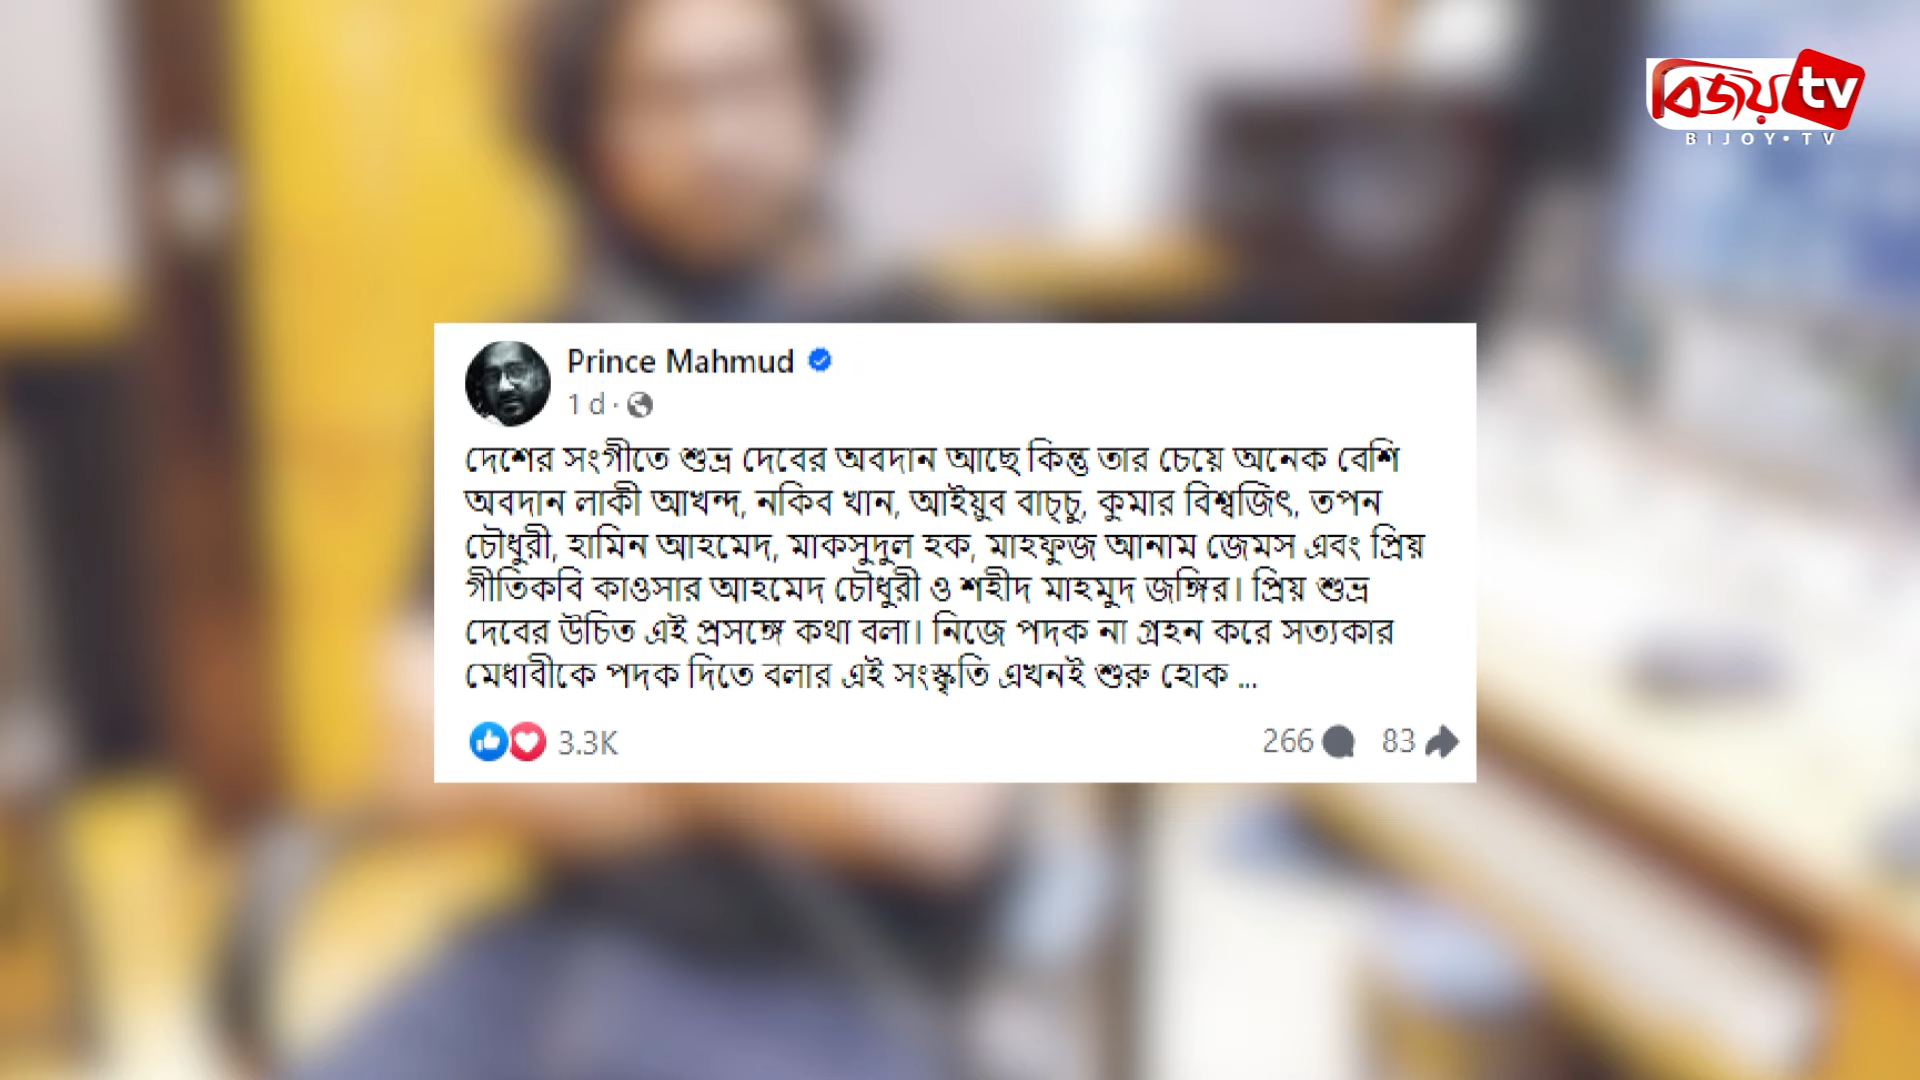 বিজয় tv
BIJOY•TV
Prince Mahmud
1 d ·
দেশের সংগীতে শুভ্র দেবের অবদান আছে কিন্তু তার চেয়ে অনেক বেশি
অবদান লাকী আখন্দ, নকিব খান, আইয়ুব বাচ্চু, কুমার বিশ্বজিৎ, তপন
চৌধুরী, হামিন আহমেদ, মাকসুদুল হক, মাহফুজ আনাম জেমস এবং প্রিয়
গীতিকবি কাওসার আহমেদ চৌধুরী ও শহীদ মাহমুদ জঙ্গির। প্রিয় শুভ্র
দেবের উচিত এই প্রসঙ্গে কথা বলা। নিজে পদক না গ্রহন করে সত্যকার
মেধাবীকে পদক দিতে বলার এই সংস্কৃতি এখনই শুরু হোক ...
3.3K 266 83